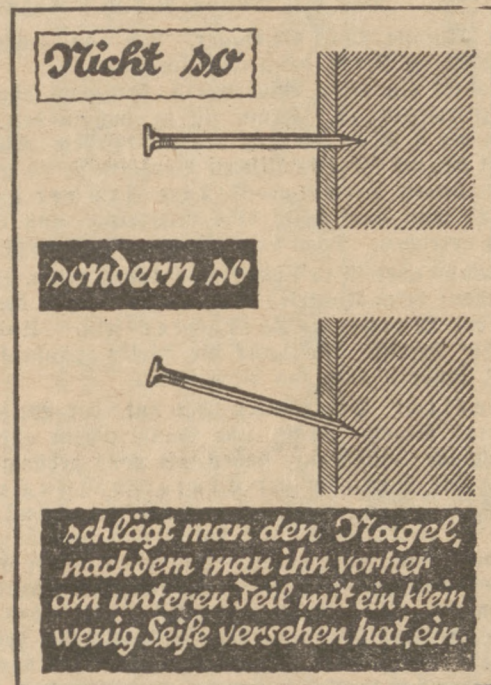 Nicht so
sondern so
schlägt man den Nagel,
nachdem man ihn vorher
am unteren Teil mit ein klein
wenig Seife versehen hat, ein.